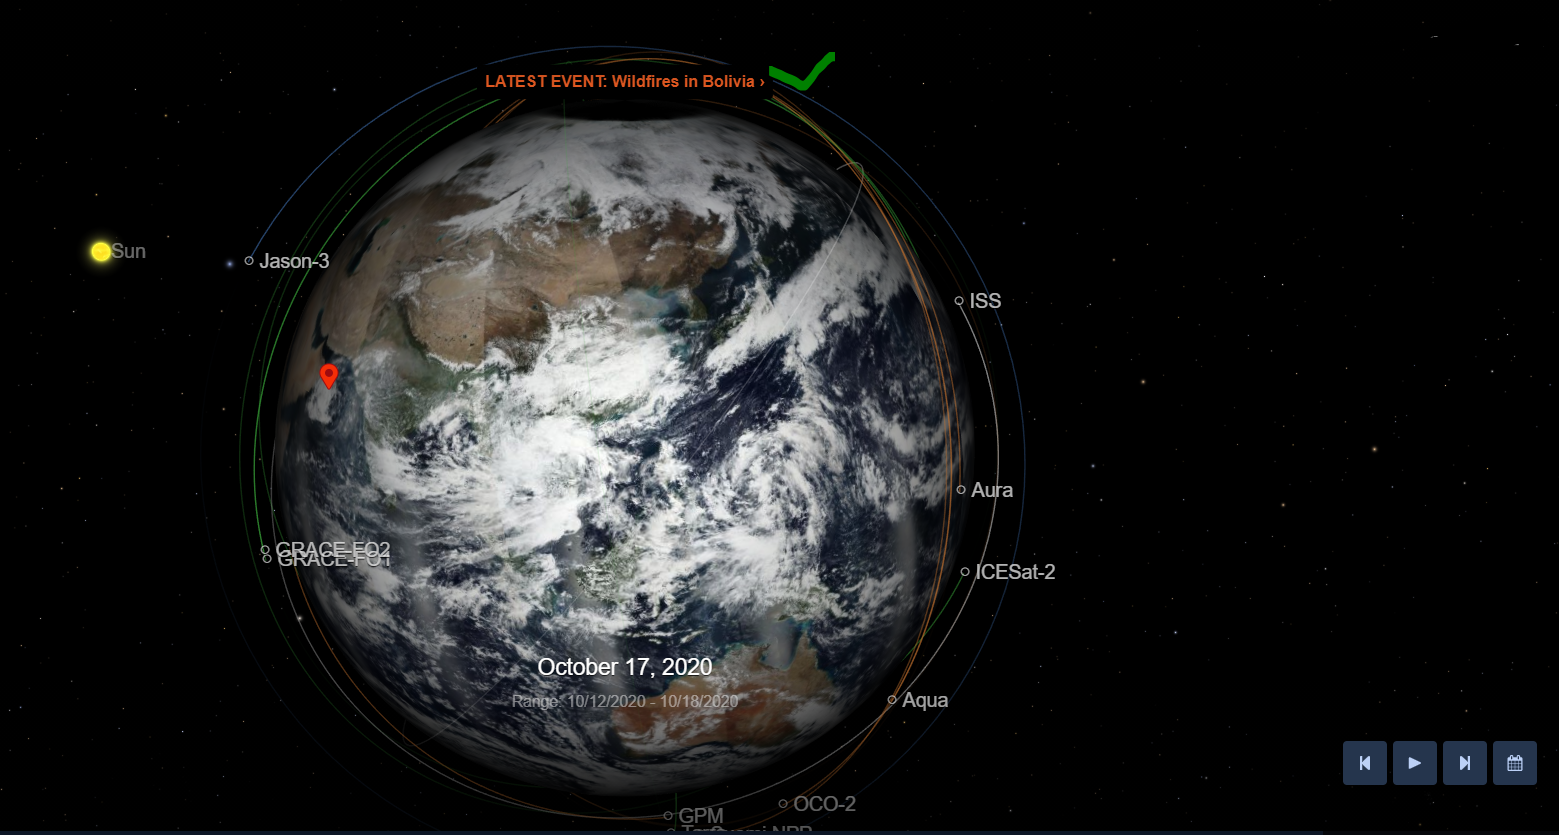 LATEST EVENT: Wildfires in Bolivia ›
Sun
Jason-3
ISS
Aura
GRACE-FO2
GRACE-FO1
ICESat-2
October 17, 2020
Range: 10/12/2020 - 10/18/2020
Aqua
OCO-2
GPM